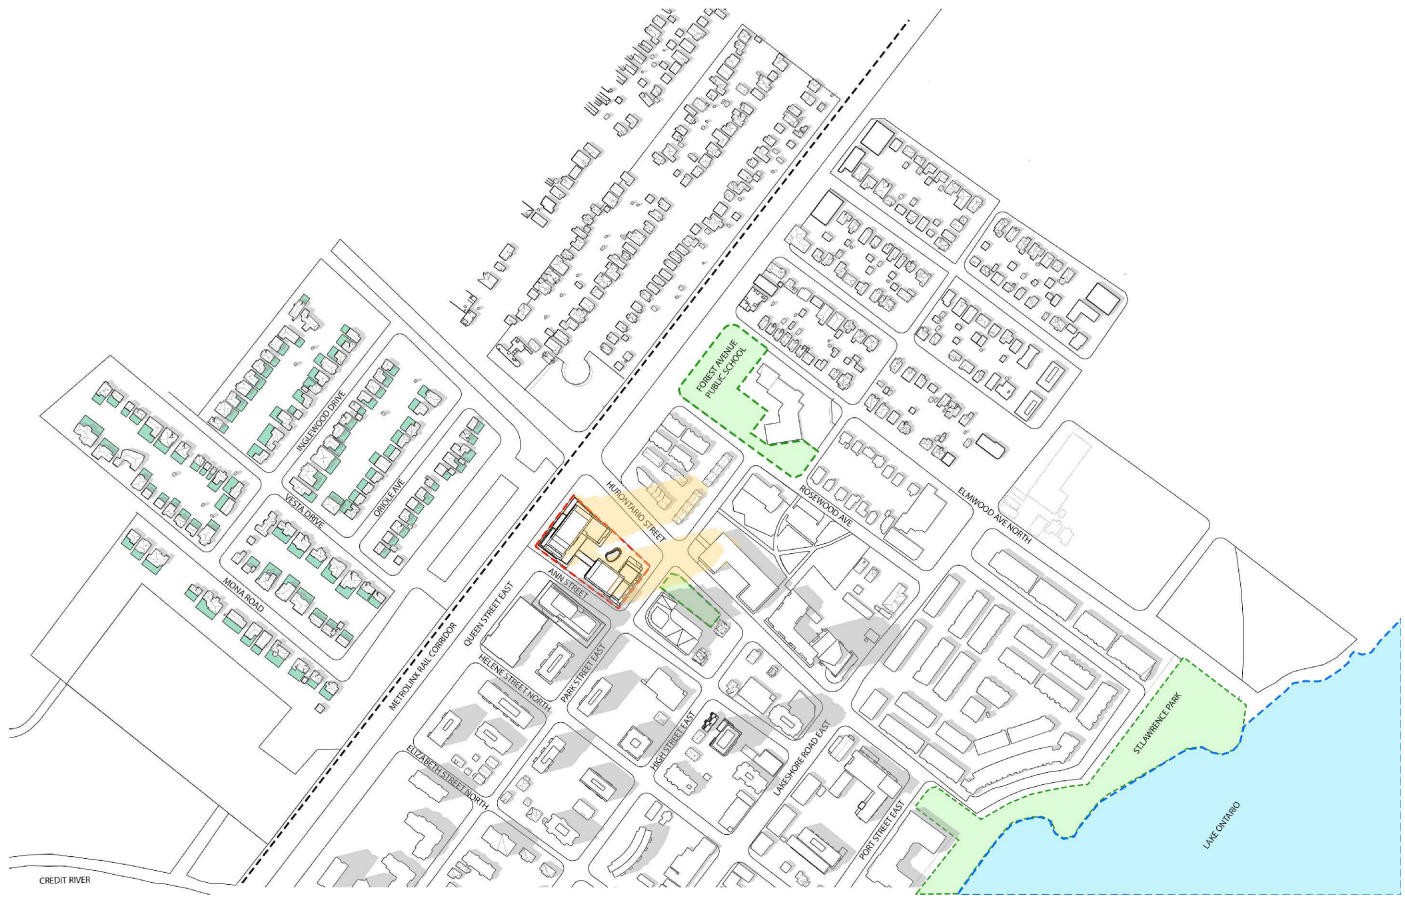 FOREST AVENUE
PUBLIC SCHOOL
INGLEWOOD DRIVE
ORIOLE AVE
VESTA DRIVE
MONA ROAD
HURONTARIO STREET
ROSEWOOD AVE
ELMWOOD AVE NORTH
ANN STREET
QUEEN STREET EAST
METROLINX RAIL CORRIDOR
HELENE STREET NORTH
PARK STREET EAST
ELIZABETH STREET NORTH
HIGH STREET EAST
LAKESHORE ROAD EAST
PORT STREET EAST
ST.LAWRENCE PARK
LAKE ONTARIO
CREDIT RIVER